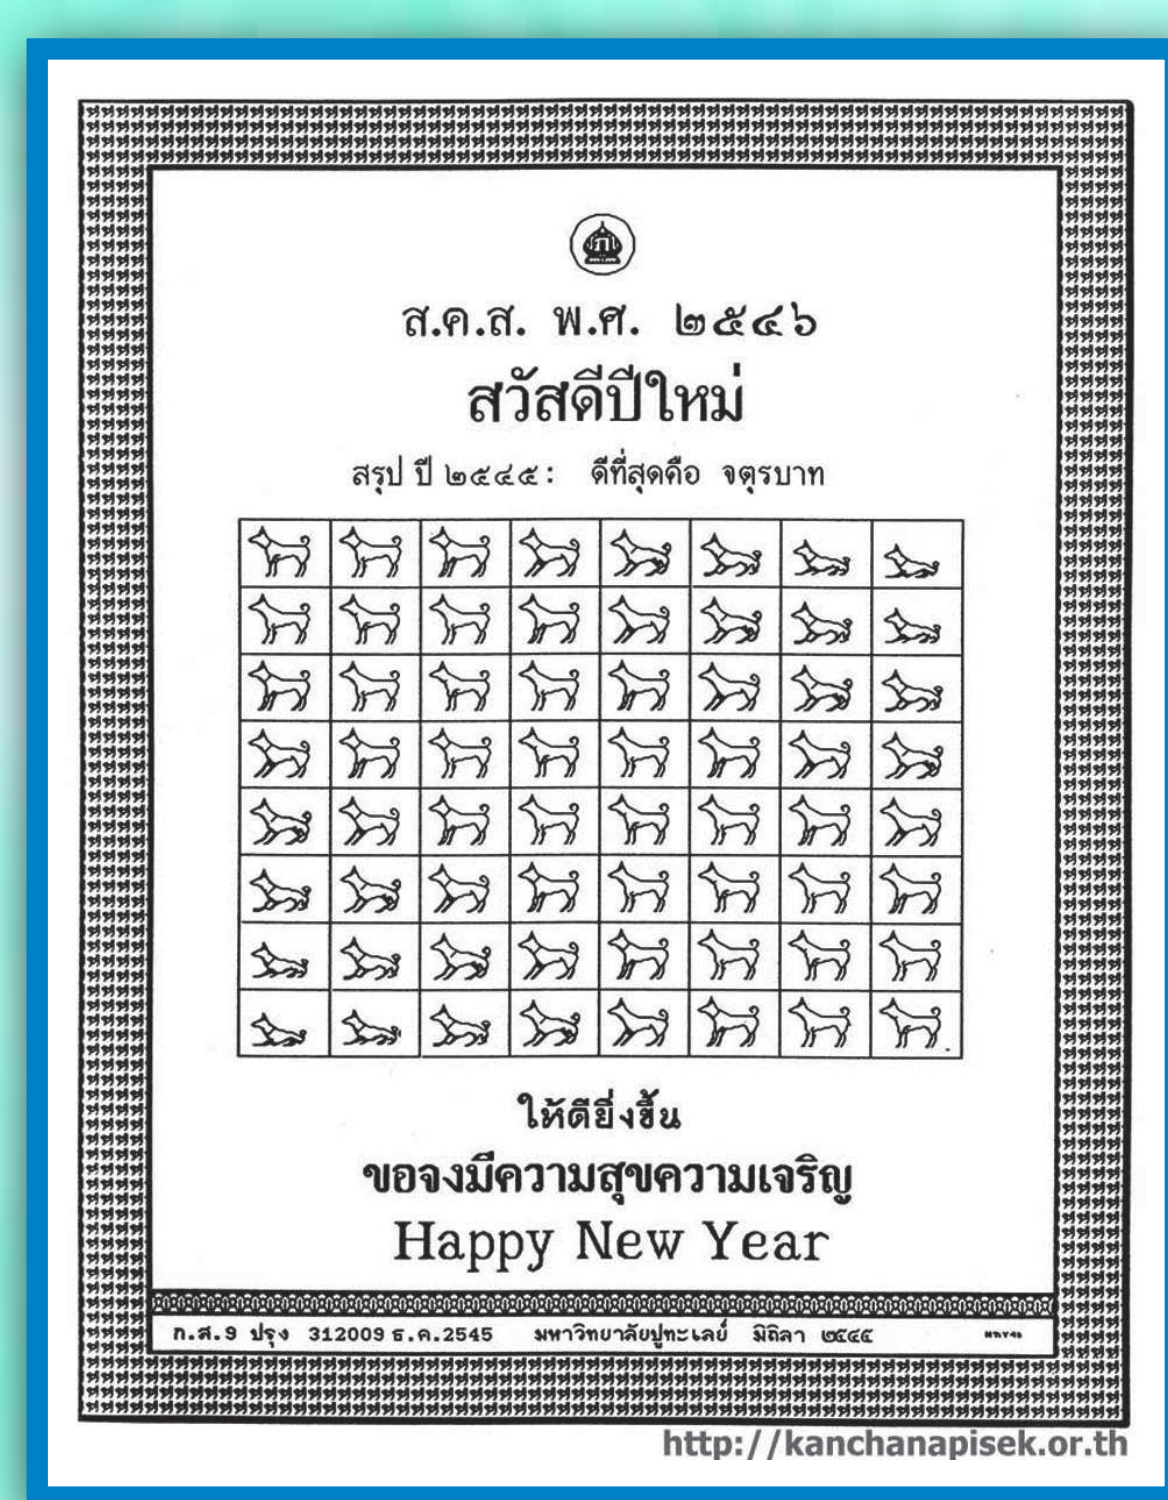 ส.ค.ส. พ.ศ. ๒๕๔๖
สวัสดีปีใหม่
สรุป ปี ๒๕๔๕: ดีที่สุดคือ จตุรบาท
ให้ดียิ่งขึ้น
ขอจงมีความสุขความเจริญ
Happy New Year
ก.ส.9 ปรุง 312009 ธ.ค.2545 มหาวิทยาลัยปูทะเลย์ มิถิลา ๒๕๔๕
http://kanchanapisek.or.th